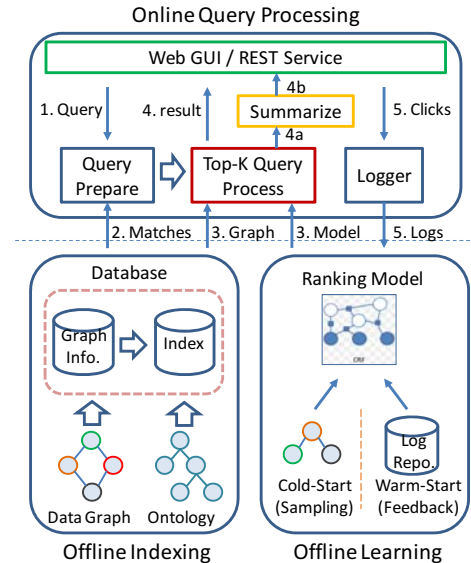 Online Query Processing
Web GUI / REST Service
4b
1. Query
4. result
Summarize
5. Clicks
4a
Query
Prepare
Top-K Query
Process
Logger
2. Matches
3. Graph
3. Model
5. Logs
Database
Ranking Model
Graph
Info.
Index
CRF
Log
Repo.
Cold-Start
(Sampling)
Warm-Start
(Feedback)
Data Graph
Ontology
Offline Indexing
Offline Learning